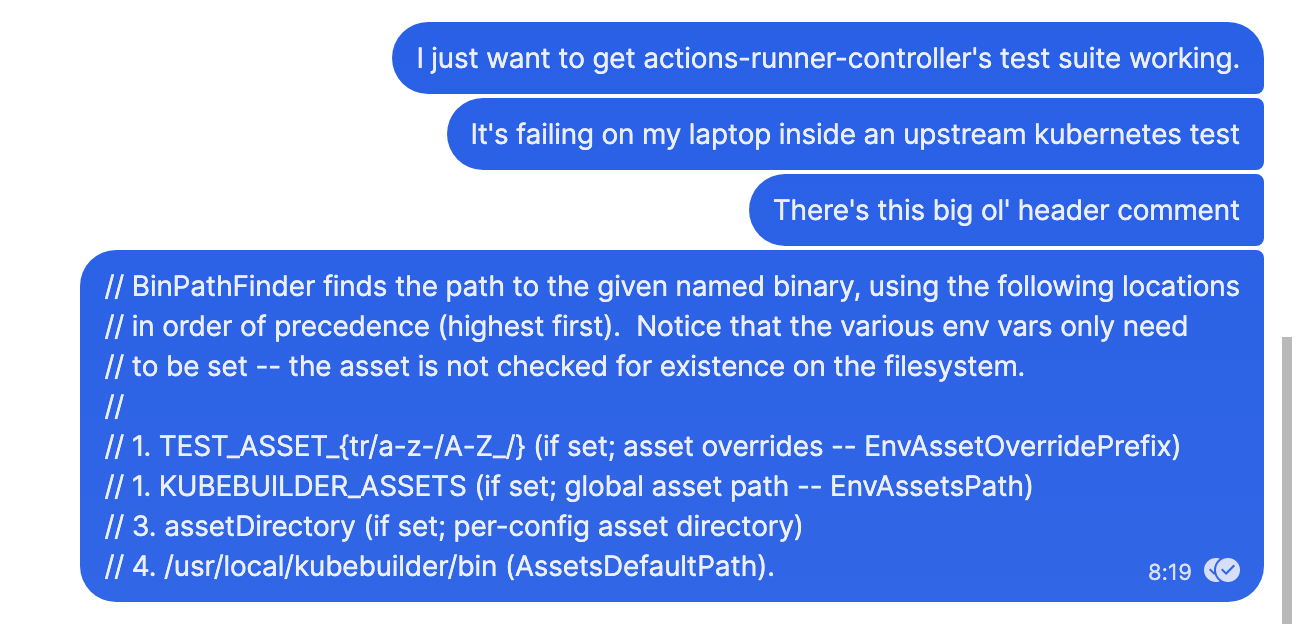 I just want to get actions-runner-controller's test suite working.
It's failing on my laptop inside an upstream kubernetes test
There's this big ol' header comment
// BinPathFinder finds the path to the given named binary, using the following locations
// in order of precedence (highest first).  Notice that the various env vars only need
// to be set -- the asset is not checked for existence on the filesystem.
//
// 1. TEST_ASSET_{tr/a-z-/A-Z_/} (if set; asset overrides -- EnvAssetOverridePrefix)
// 1. KUBEBUILDER_ASSETS (if set; global asset path -- EnvAssetsPath)
// 3. assetDirectory (if set; per-config asset directory)
// 4. /usr/local/kubebuilder/bin (AssetsDefaultPath).
8:19